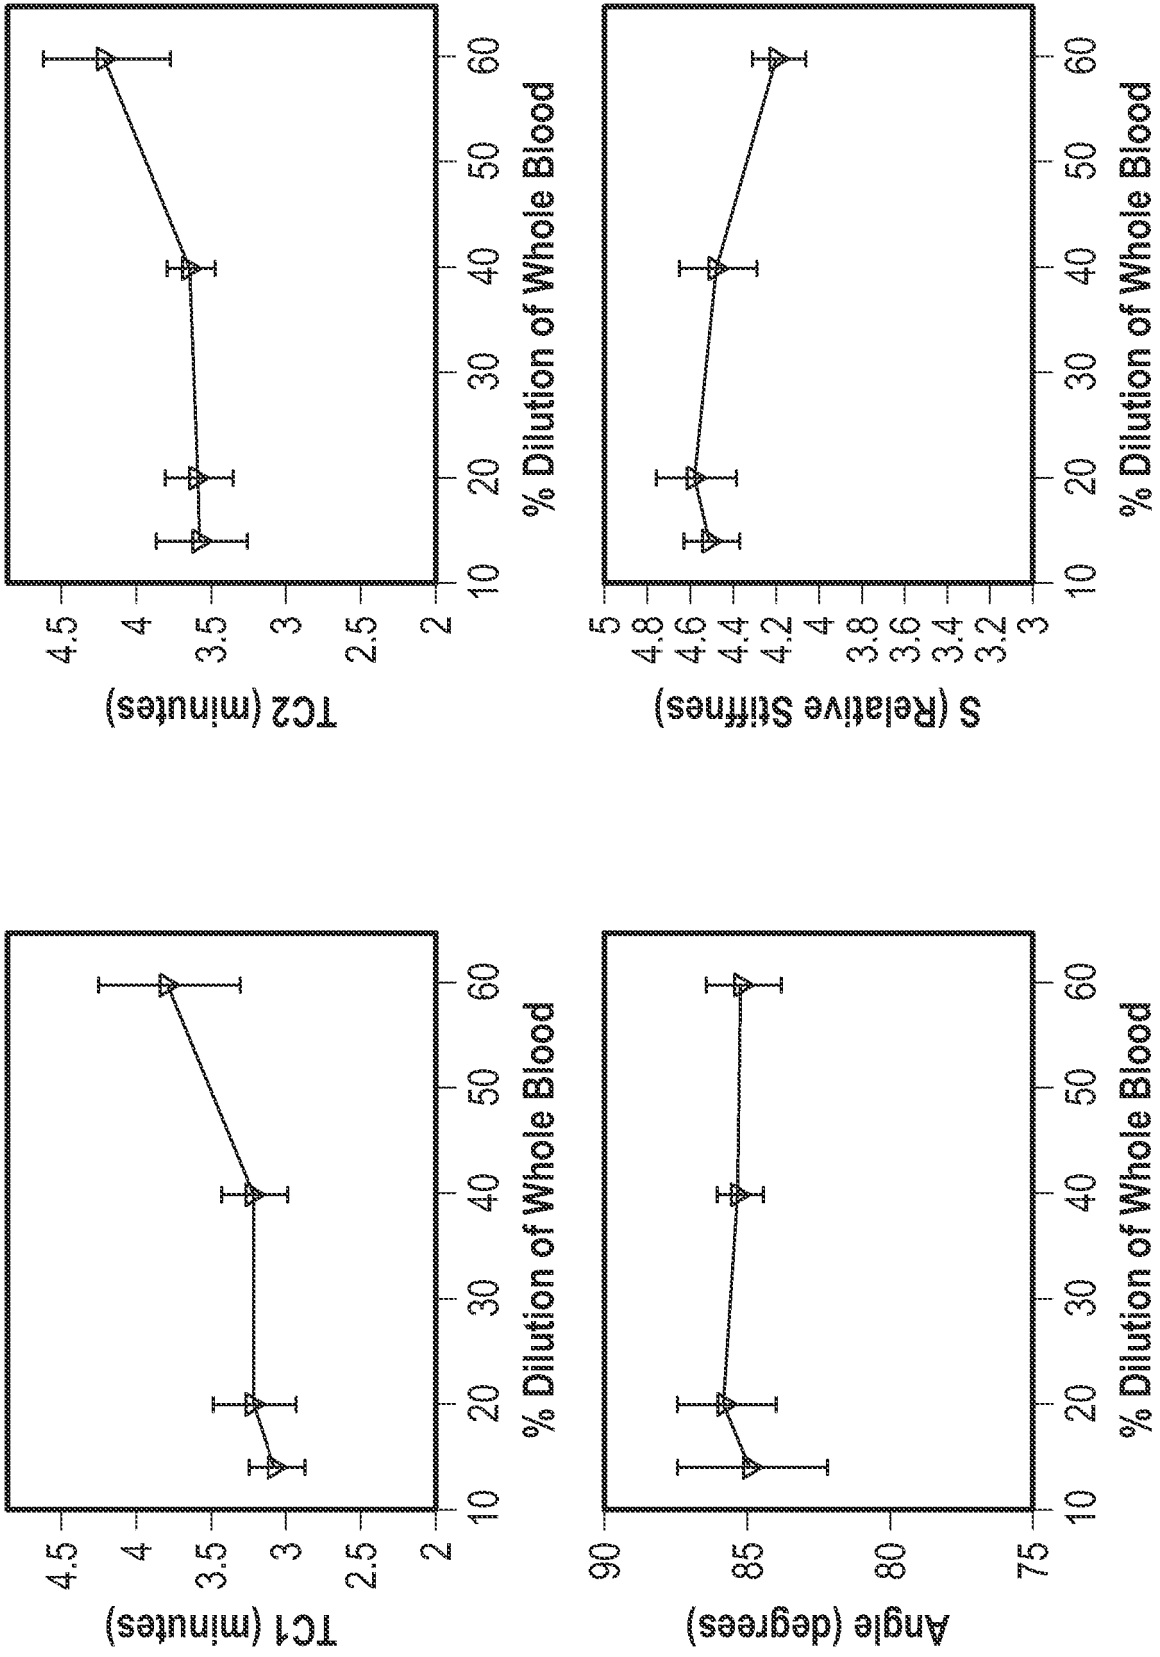 TC1 (minutes)
4.5
4
3.5
3
2.5
2
10 20 30 40 50 60
% Dilution of Whole Blood
TC2 (minutes)
4.5
4
3.5
3
2.5
2
10 20 30 40 50 60
% Dilution of Whole Blood
Angle (degrees)
90
85
80
75
10 20 30 40 50 60
% Dilution of Whole Blood
S (Relative Stiffnes)
5
4.8
4.6
4.4
4.2
4
3.8
3.6
3.4
3.2
3
10 20 30 40 50 60
% Dilution of Whole Blood